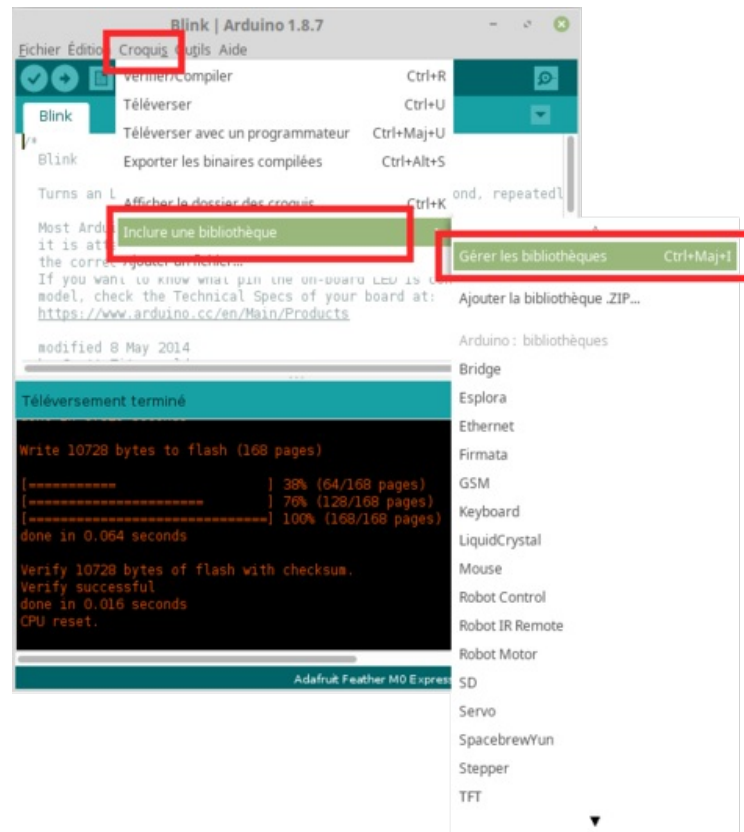 Blink | Arduino 1.8.7
Fichier Édition Croquis Outils Aide
Vérifier/Compiler Ctrl+R
Blink
Téléverser Ctrl+U
Téléverser avec un programmateur Ctrl+Maj+U
/*
Blink
Exporter les binaires compilées Ctrl+Alt+S
Turns an ond, repeatedl
Afficher le dossier des croquis Ctrl+K
Most Ardu
Inclure une bibliothèque
it is att
the correc
Ajouter un fichier...
If you want to know what pin the on-board LED is con
model, check the Technical Specs of your board at:
https://www.arduino.cc/en/Main/Products
modified 8 May 2014
Gérer les bibliothèques Ctrl+Maj+I
Ajouter la bibliothèque .ZIP...
Arduino : bibliothèques
Bridge
Esplora
Ethernet
Firmata
GSM
Keyboard
LiquidCrystal
Mouse
Robot Control
Robot IR Remote
Robot Motor
SD
Servo
SpacebrewYun
Stepper
TFT
Téléversement terminé
Write 10728 bytes to flash (168 pages)
[=========== ] 38% (64/168 pages)
[======================= ] 76% (128/168 pages)
[==============================] 100% (168/168 pages)
done in 0.064 seconds
Verify 10728 bytes of flash with checksum.
Verify successful
done in 0.016 seconds
CPU reset.
Adafruit Feather M0 Express